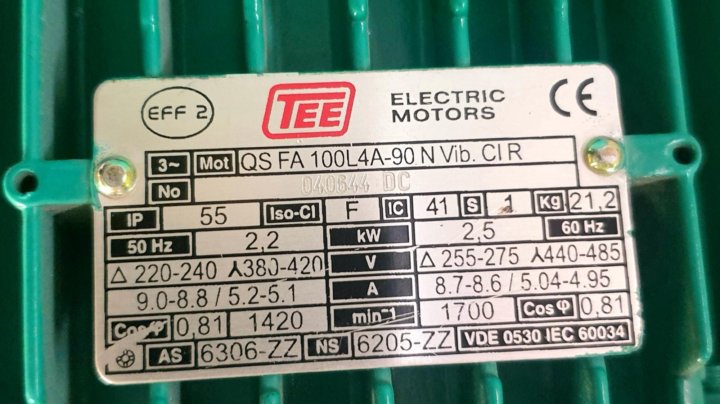 EFF 2 TEE ELECTRIC MOTORS CE
3~ Mot QS FA 100L4A-90 N Vib. Cl R
No 040644 DC
IP 55 Iso-Cl F IC 41 S 1 Kg 21,2
50 Hz 2,2 kW 2,5 60 Hz
Δ 220-240 ⅄380-420 V Δ 255-275 ⅄440-485
9.0-8.8 / 5.2-5.1 A 8.7-8.6 / 5.04-4.95
Cos φ 0,81 1420 min⁻¹ 1700 Cos φ 0,81
AS 6306-ZZ NS 6205-ZZ VDE 0530 IEC 60034